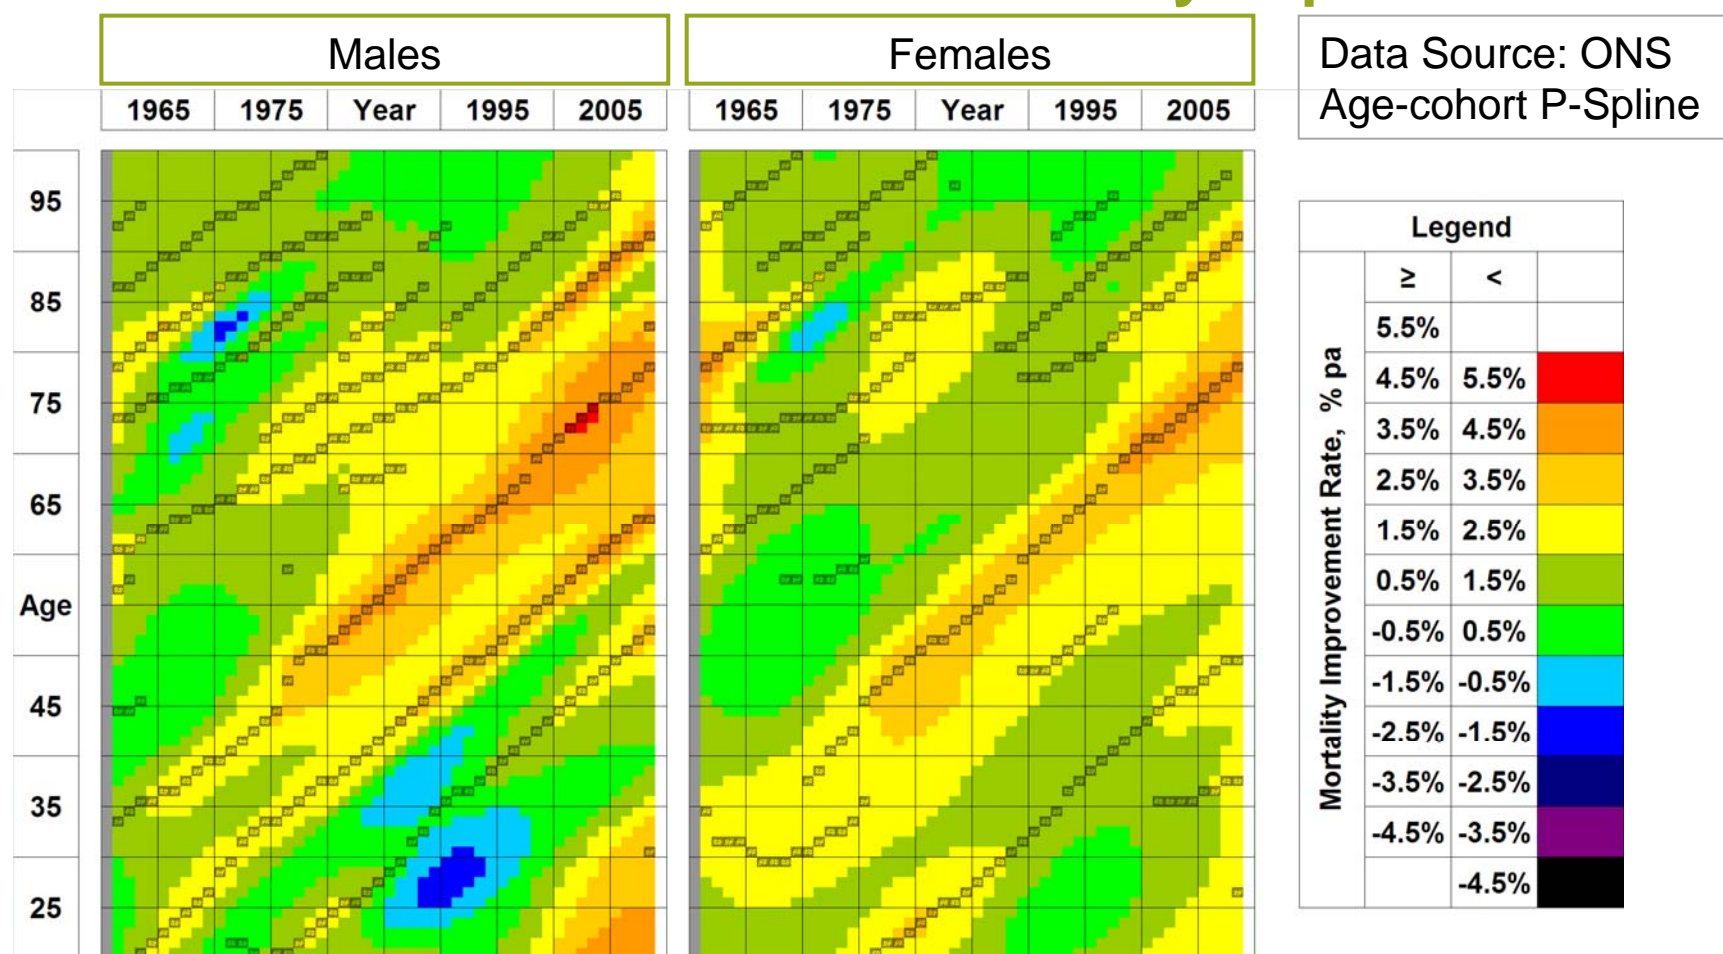 Males
Females
Data Source: ONS
Age-cohort P-Spline
1965 1975 Year 1995 2005
1965 1975 Year 1995 2005
95
85
75
65
Age
45
35
25
Legend
Mortality Improvement Rate, % pa
≥ <
5.5%
4.5% 5.5%
3.5% 4.5%
2.5% 3.5%
1.5% 2.5%
0.5% 1.5%
-0.5% 0.5%
-1.5% -0.5%
-2.5% -1.5%
-3.5% -2.5%
-4.5% -3.5%
-4.5%